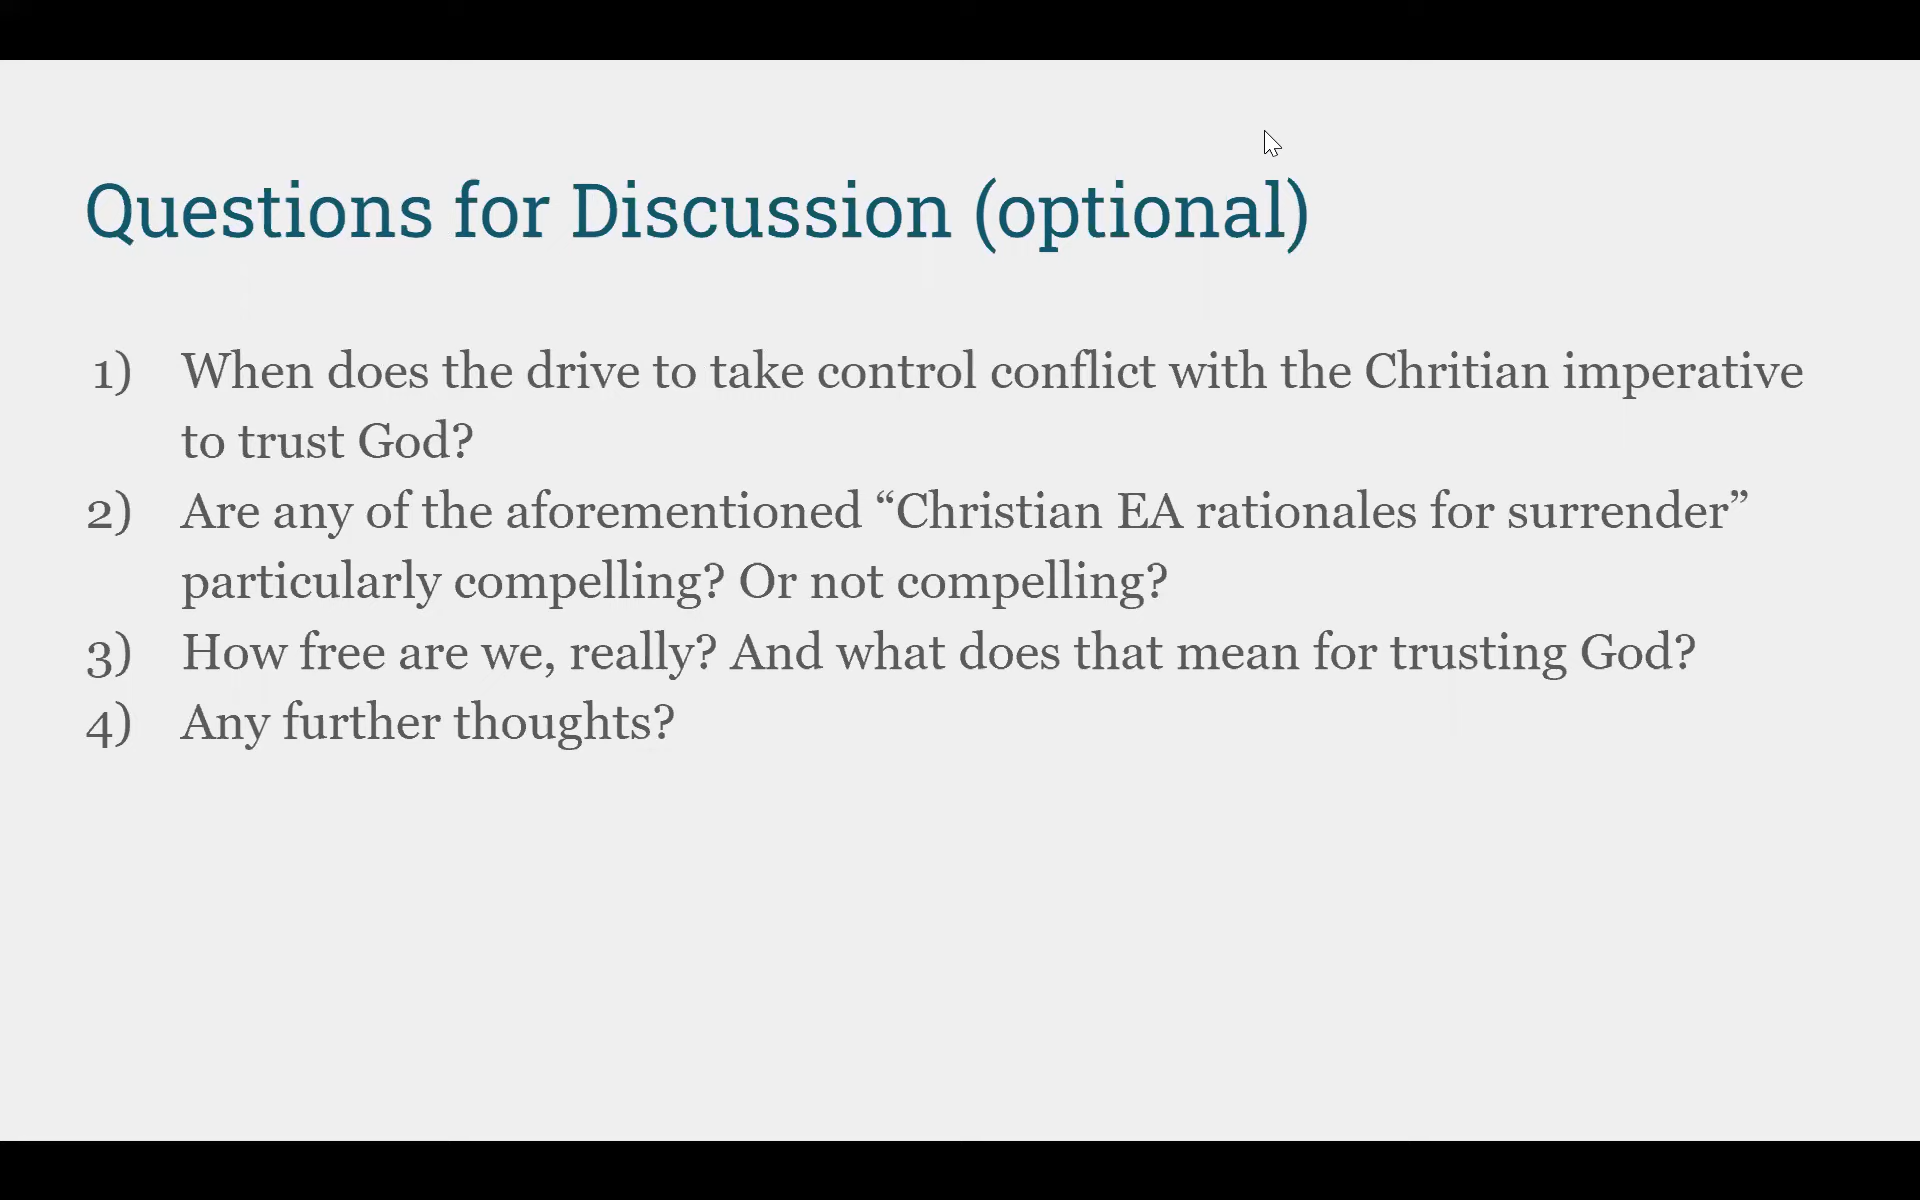 Questions for Discussion (optional)
1) When does the drive to take control conflict with the Chritian imperative
to trust God?
2) Are any of the aforementioned “Christian EA rationales for surrender”
particularly compelling? Or not compelling?
3) How free are we, really? And what does that mean for trusting God?
4) Any further thoughts?